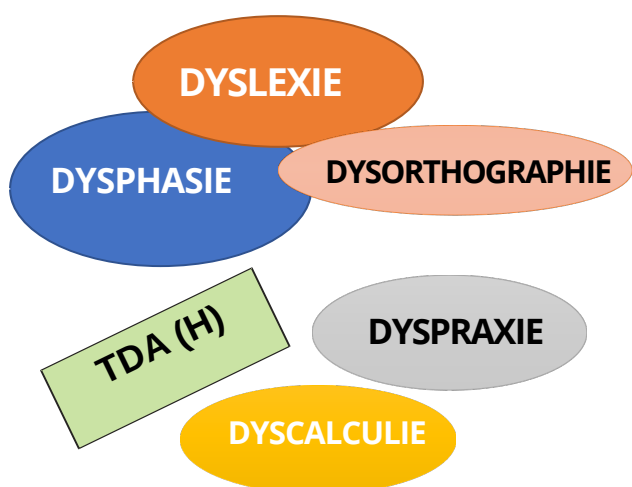 DYSLEXIE
DYSPHASIE
DYSORTHOGRAPHIE
TDA (H)
DYSPRAXIE
DYSCALCULIE